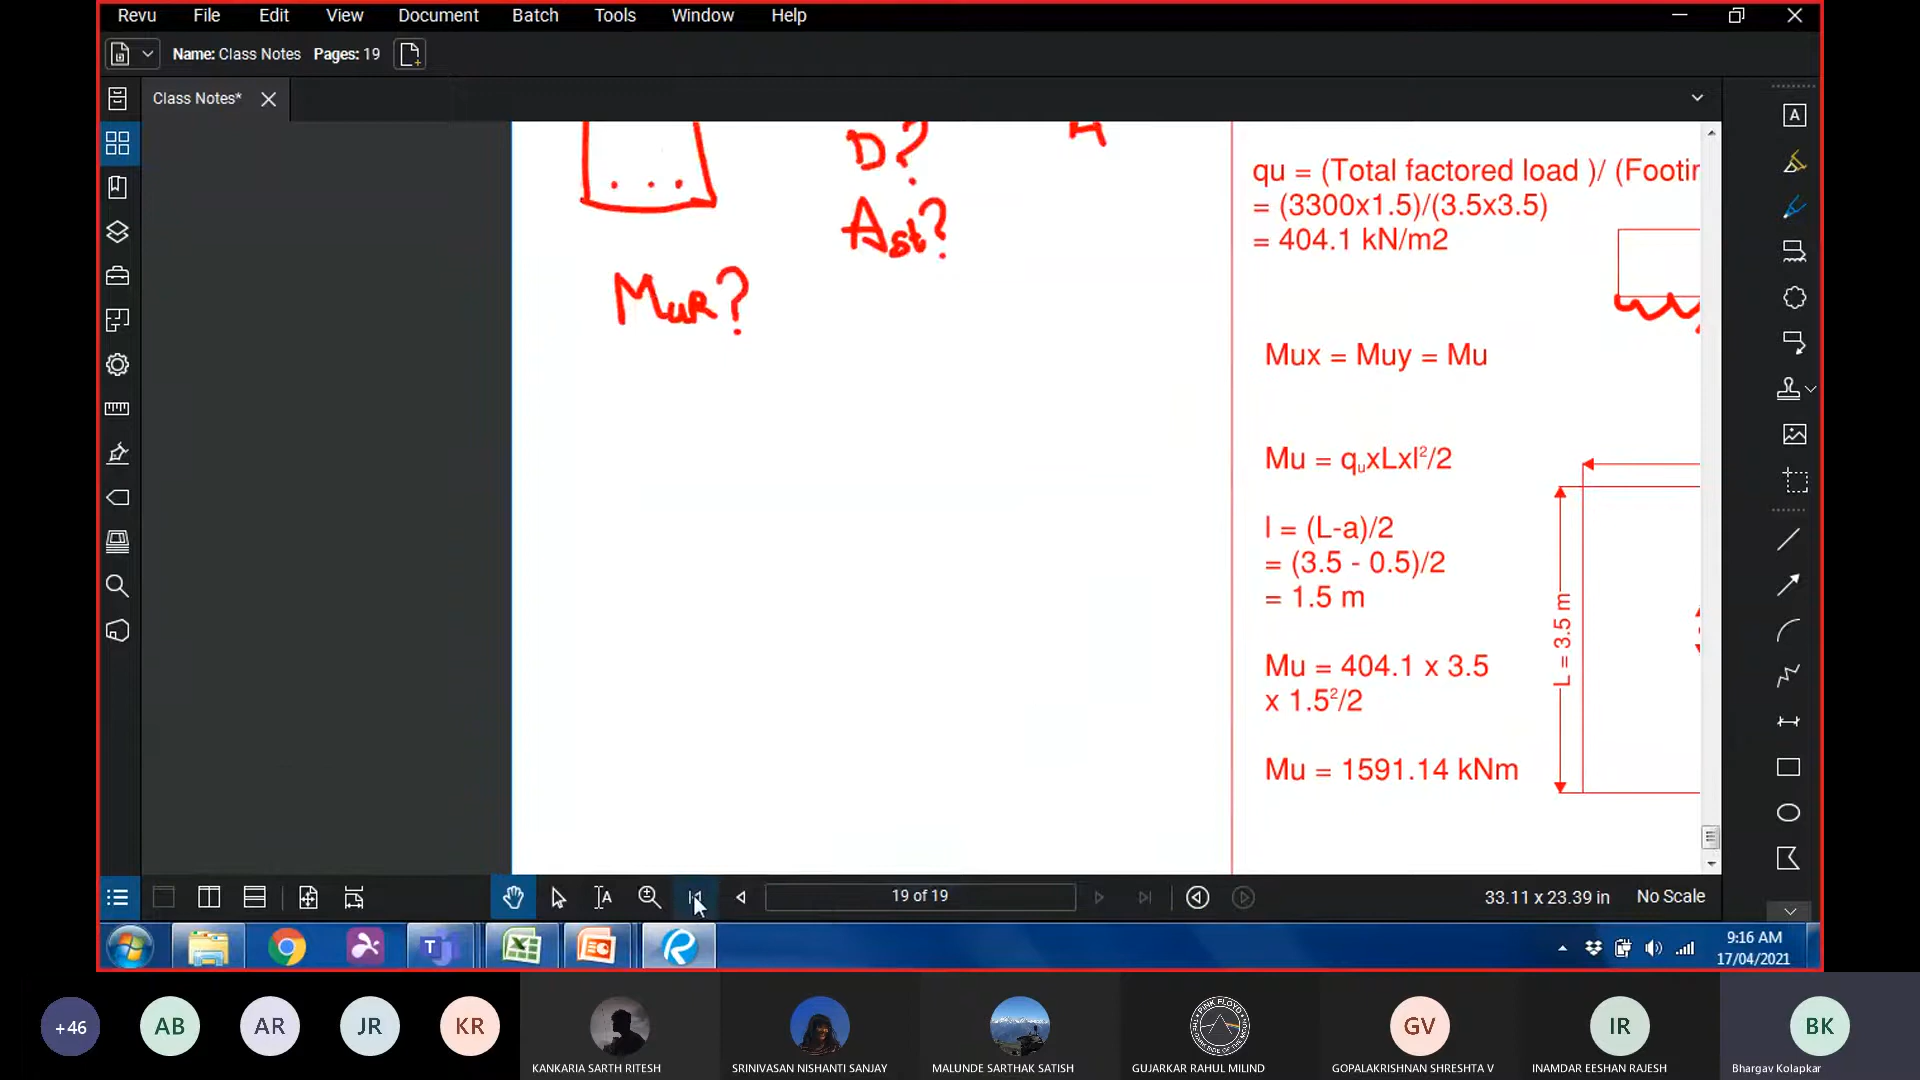 Revu File Edit View Document Batch Tools Window Help
Name: Class Notes Pages: 19
Class Notes*
D?
Ast?
MuR?
qu = (Total factored load )/ (Footin
= (3300x1.5)/(3.5x3.5)
= 404.1 kN/m2
Mux = Muy = Mu
Mu = quxLxl²/2
l = (L-a)/2
= (3.5 - 0.5)/2
= 1.5 m
Mu = 404.1 x 3.5
x 1.5²/2
Mu = 1591.14 kNm
L = 3.5 m
19 of 19
33.11 x 23.39 in No Scale
9:16 AM
17/04/2021
+46 AB AR JR KR GV IR BK
KANKARIA SARTH RITESH
SRINIVASAN NISHANTI SANJAY
MALUNDE SARTHAK SATISH
GUJARKAR RAHUL MILIND
GOPALAKRISHNAN SHRESHTA V
INAMDAR EESHAN RAJESH
Bhargav Kolapkar
PINK FLOYD